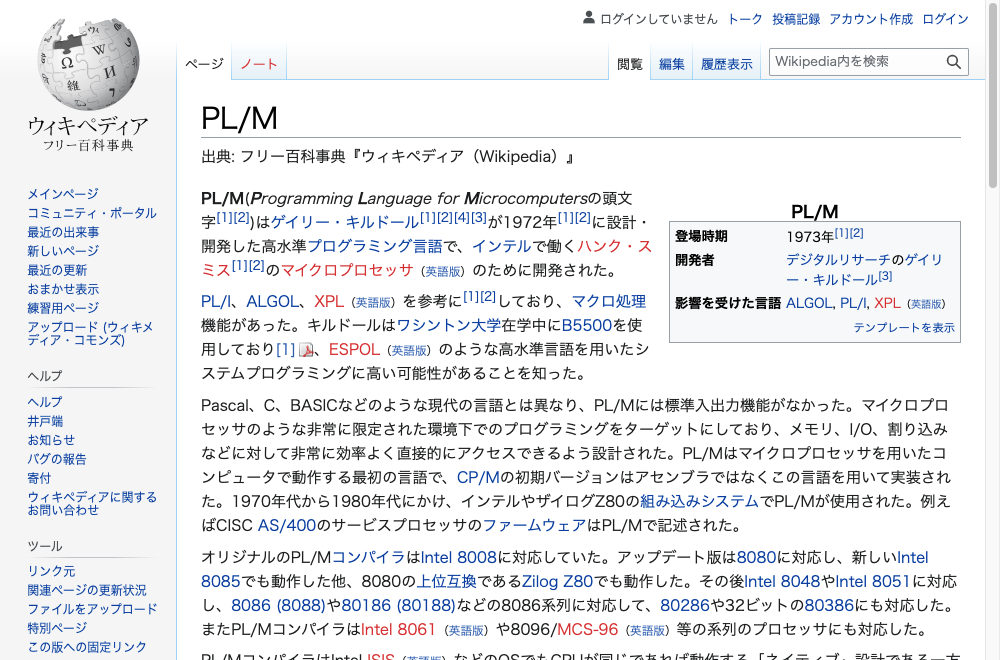 ログインしていません トーク 投稿記録 アカウント作成 ログイン
ページ ノート 閲覧 編集 履歴表示 Wikipedia内を検索
ウィキペディア
フリー百科事典
メインページ
コミュニティ・ポータル
最近の出来事
新しいページ
最近の更新
おまかせ表示
練習用ページ
アップロード (ウィキメ
ディア・コモンズ)
ヘルプ
ヘルプ
井戸端
お知らせ
バグの報告
寄付
ウィキペディアに関する
お問い合わせ
ツール
リンク元
関連ページの更新状況
ファイルをアップロード
特別ページ
この版への固定リンク
PL/M
出典: フリー百科事典『ウィキペディア（Wikipedia）』
PL/M(Programming Language for Microcomputersの頭文
字[1][2])はゲイリー・キルドール[1][2][4][3]が1972年[1][2]に設計・
開発した高水準プログラミング言語で、インテルで働くハンク・ス
ミス[1][2]のマイクロプロセッサ（英語版）のために開発された。
PL/M
登場時期 1973年[1][2]
開発者 デジタルリサーチのゲイリ
ー・キルドール[3]
影響を受けた言語 ALGOL, PL/I, XPL（英語版）
テンプレートを表示
PL/I、ALGOL、XPL（英語版）を参考に[1][2]しており、マクロ処理
機能があった。キルドールはワシントン大学在学中にB5500を使
用しており[1]、ESPOL（英語版）のような高水準言語を用いたシ
ステムプログラミングに高い可能性があることを知った。
Pascal、C、BASICなどのような現代の言語とは異なり、PL/Mには標準入出力機能がなかった。マイクロプロ
セッサのような非常に限定された環境下でのプログラミングをターゲットにしており、メモリ、I/O、割り込み
などに対して非常に効率よく直接的にアクセスできるよう設計された。PL/Mはマイクロプロセッサを用いたコ
ンピュータで動作する最初の言語で、CP/Mの初期バージョンはアセンブラではなくこの言語を用いて実装され
た。1970年代から1980年代にかけ、インテルやザイログZ80の組み込みシステムでPL/Mが使用された。例え
ばCISC AS/400のサービスプロセッサのファームウェアはPL/Mで記述された。
オリジナルのPL/MコンパイラはIntel 8008に対応していた。アップデート版は8080に対応し、新しいIntel
8085でも動作した他、8080の上位互換であるZilog Z80でも動作した。その後Intel 8048やIntel 8051に対応
し、8086 (8088)や80186 (80188)などの8086系列に対応して、80286や32ビットの80386にも対応した。
またPL/MコンパイラはIntel 8061（英語版）や8096/MCS-96（英語版）等の系列のプロセッサにも対応した。
PL/MコンパイラはIntel ISIS（英語版）などのOSでもCPUが同じであれば動作する「ネイティブ」設計である一方